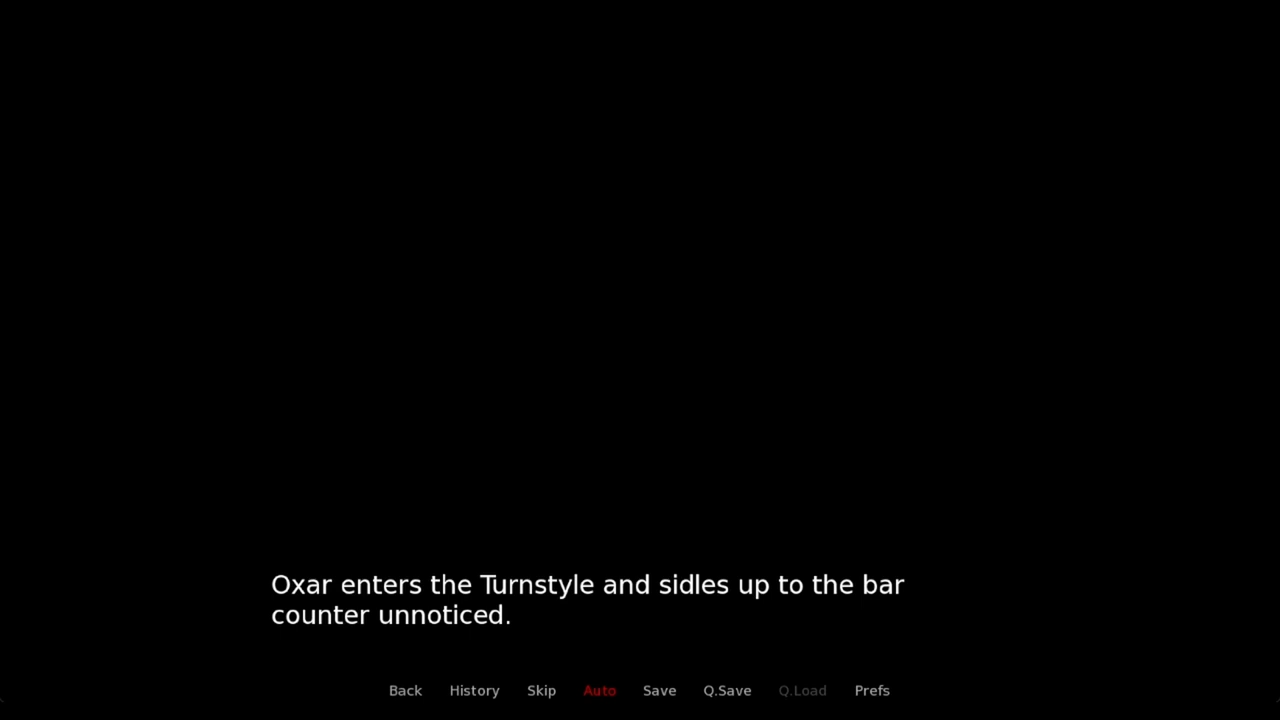 Oxar enters the Turnstyle and sidles up to the bar
counter unnoticed.
Back History Skip Auto Save Q.Save Q.Load Prefs